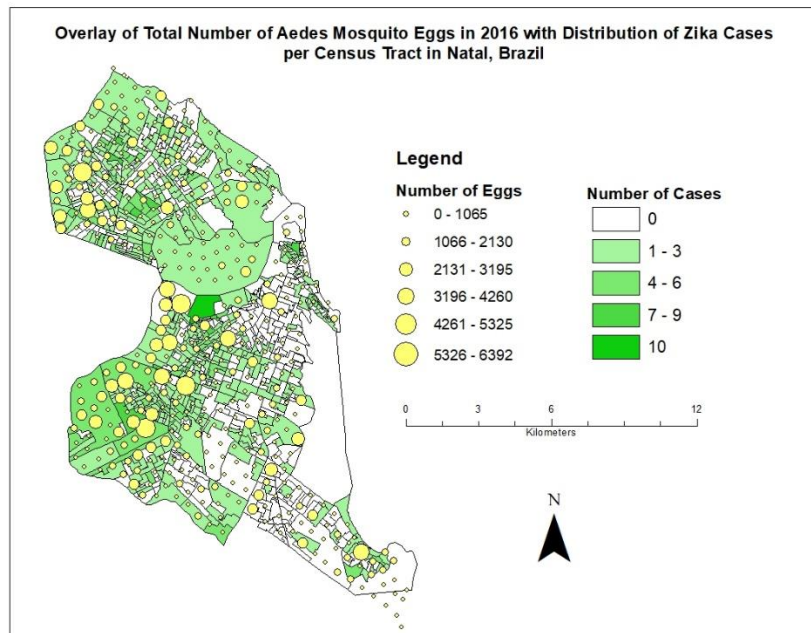 Overlay of Total Number of Aedes Mosquito Eggs in 2016 with Distribution of Zika Cases
per Census Tract in Natal, Brazil
Legend
Number of Eggs
0 - 1065
1066 - 2130
2131 - 3195
3196 - 4260
4261 - 5325
5326 - 6392
Number of Cases
0
1 - 3
4 - 6
7 - 9
10
0 3 6 9 12
Kilometers
N